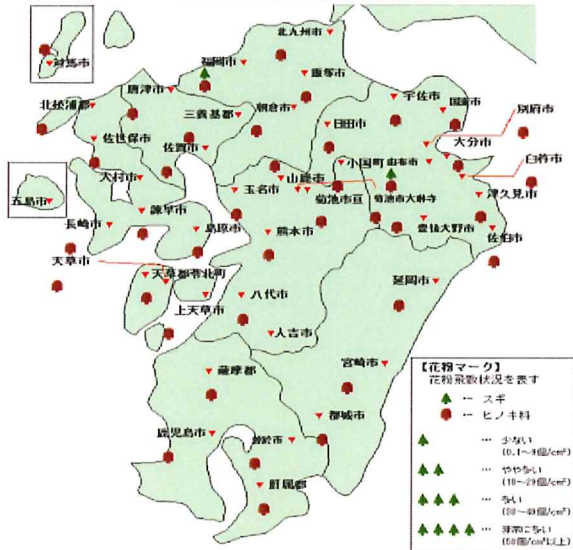 北九州市
対馬市
福岡市
飯塚市
唐津市
宇佐市
国東市
別府市
北松浦郡
三養基郡
朝倉市
日田市
大分市
佐世保市
佐賀市
小国町
由布市
臼杵市
大村市
山鹿市
玉名市
菊池市亘
菊池市大琳寺
津久見市
五島市
諫早市
長崎市
島原市
熊本市
豊後大野市
佐伯市
天草市
天草郡苓北町
八代市
延岡市
上天草市
人吉市
薩摩郡
宮崎市
鹿児島市
曽於市
都城市
肝属郡
【花粉マーク】
花粉飛散状況を表す
… スギ
… ヒノキ科
… 少ない
(0.1～9個/cm²)
… やや多い
(10～29個/cm²)
… 多い
(30～49個/cm²)
… 非常に多い
(50個/cm²以上)